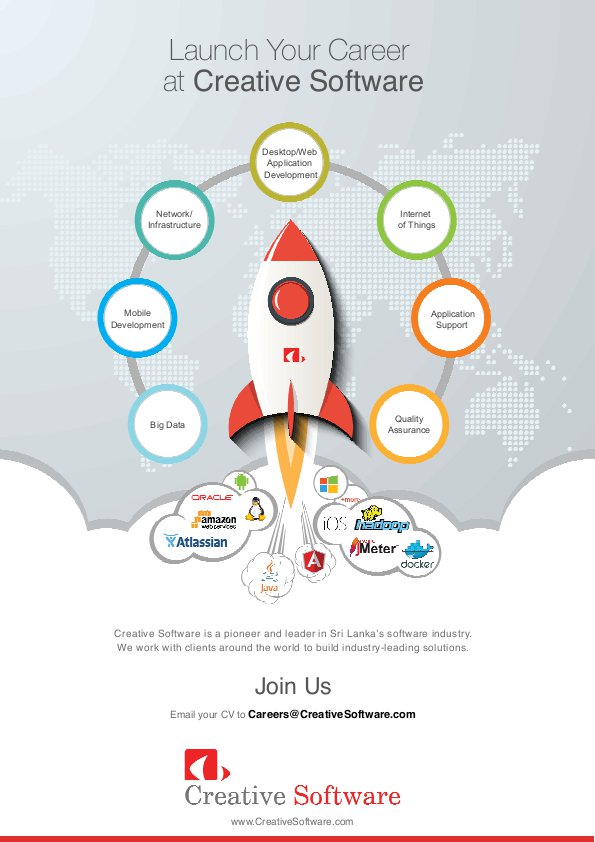 Launch Your Career
at Creative Software
Desktop/Web
Application
Development
Network/
Infrastructure
Internet
of Things
Mobile
Development
Application
Support
Big Data
Quality
Assurance
ORACLE
amazon
web services
Atlassian
Java
+more
iOS
hadoop
JMeter
docker
A
Creative Software is a pioneer and leader in Sri Lanka's software industry.
We work with clients around the world to build industry-leading solutions.
Join Us
Email your CV to Careers@CreativeSoftware.com
Creative Software
www.CreativeSoftware.com